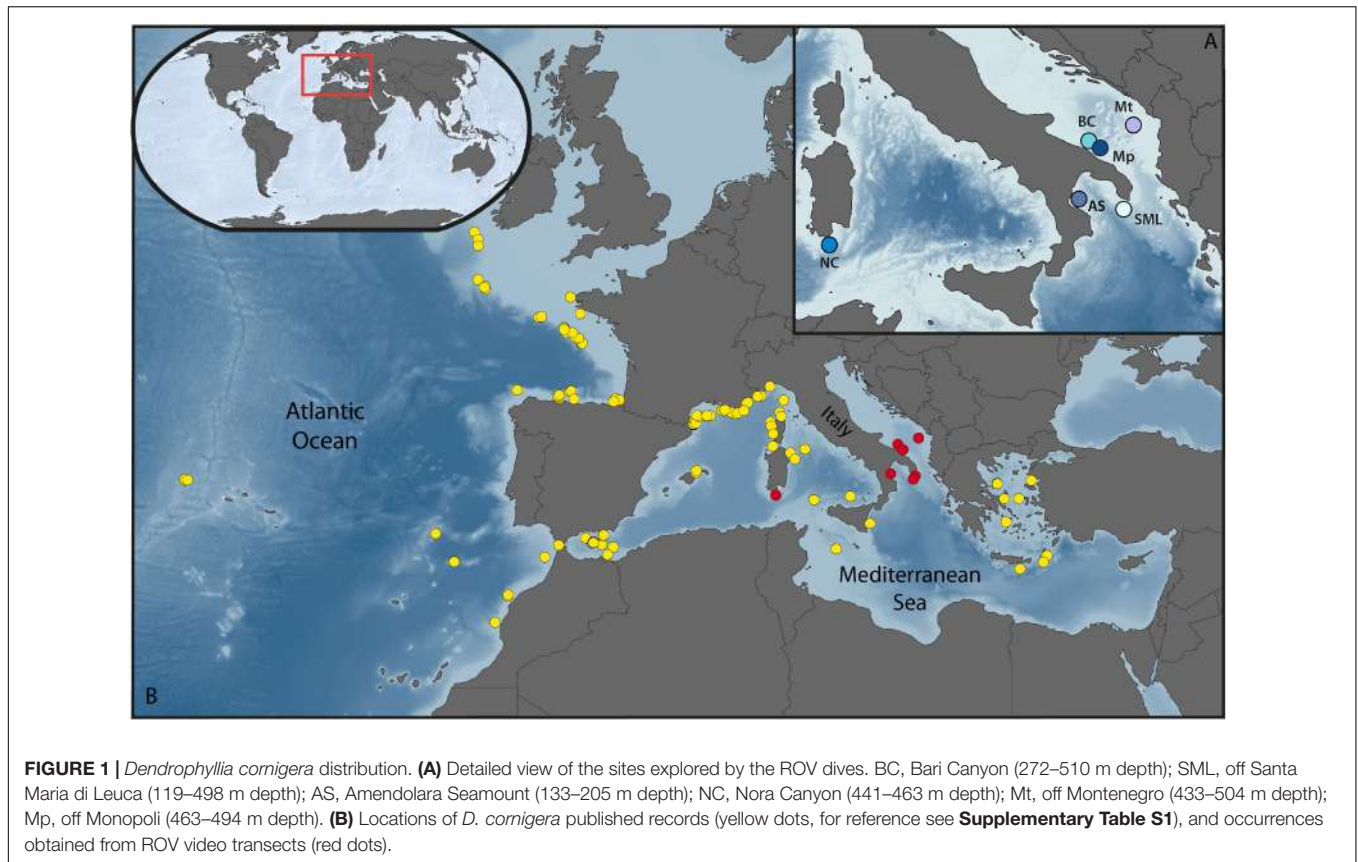 A
Mt
BC
Mp
AS
SML
NC
Atlantic
Ocean
Italy
Mediterranean
Sea
B
FIGURE 1 | Dendrophyllia cornigera distribution. (A) Detailed view of the sites explored by the ROV dives. BC, Bari Canyon (272–510 m depth); SML, off Santa
Maria di Leuca (119–498 m depth); AS, Amendolara Seamount (133–205 m depth); NC, Nora Canyon (441–463 m depth); Mt, off Montenegro (433–504 m depth);
Mp, off Monopoli (463–494 m depth). (B) Locations of D. cornigera published records (yellow dots, for reference see Supplementary Table S1), and occurrences
obtained from ROV video transects (red dots).